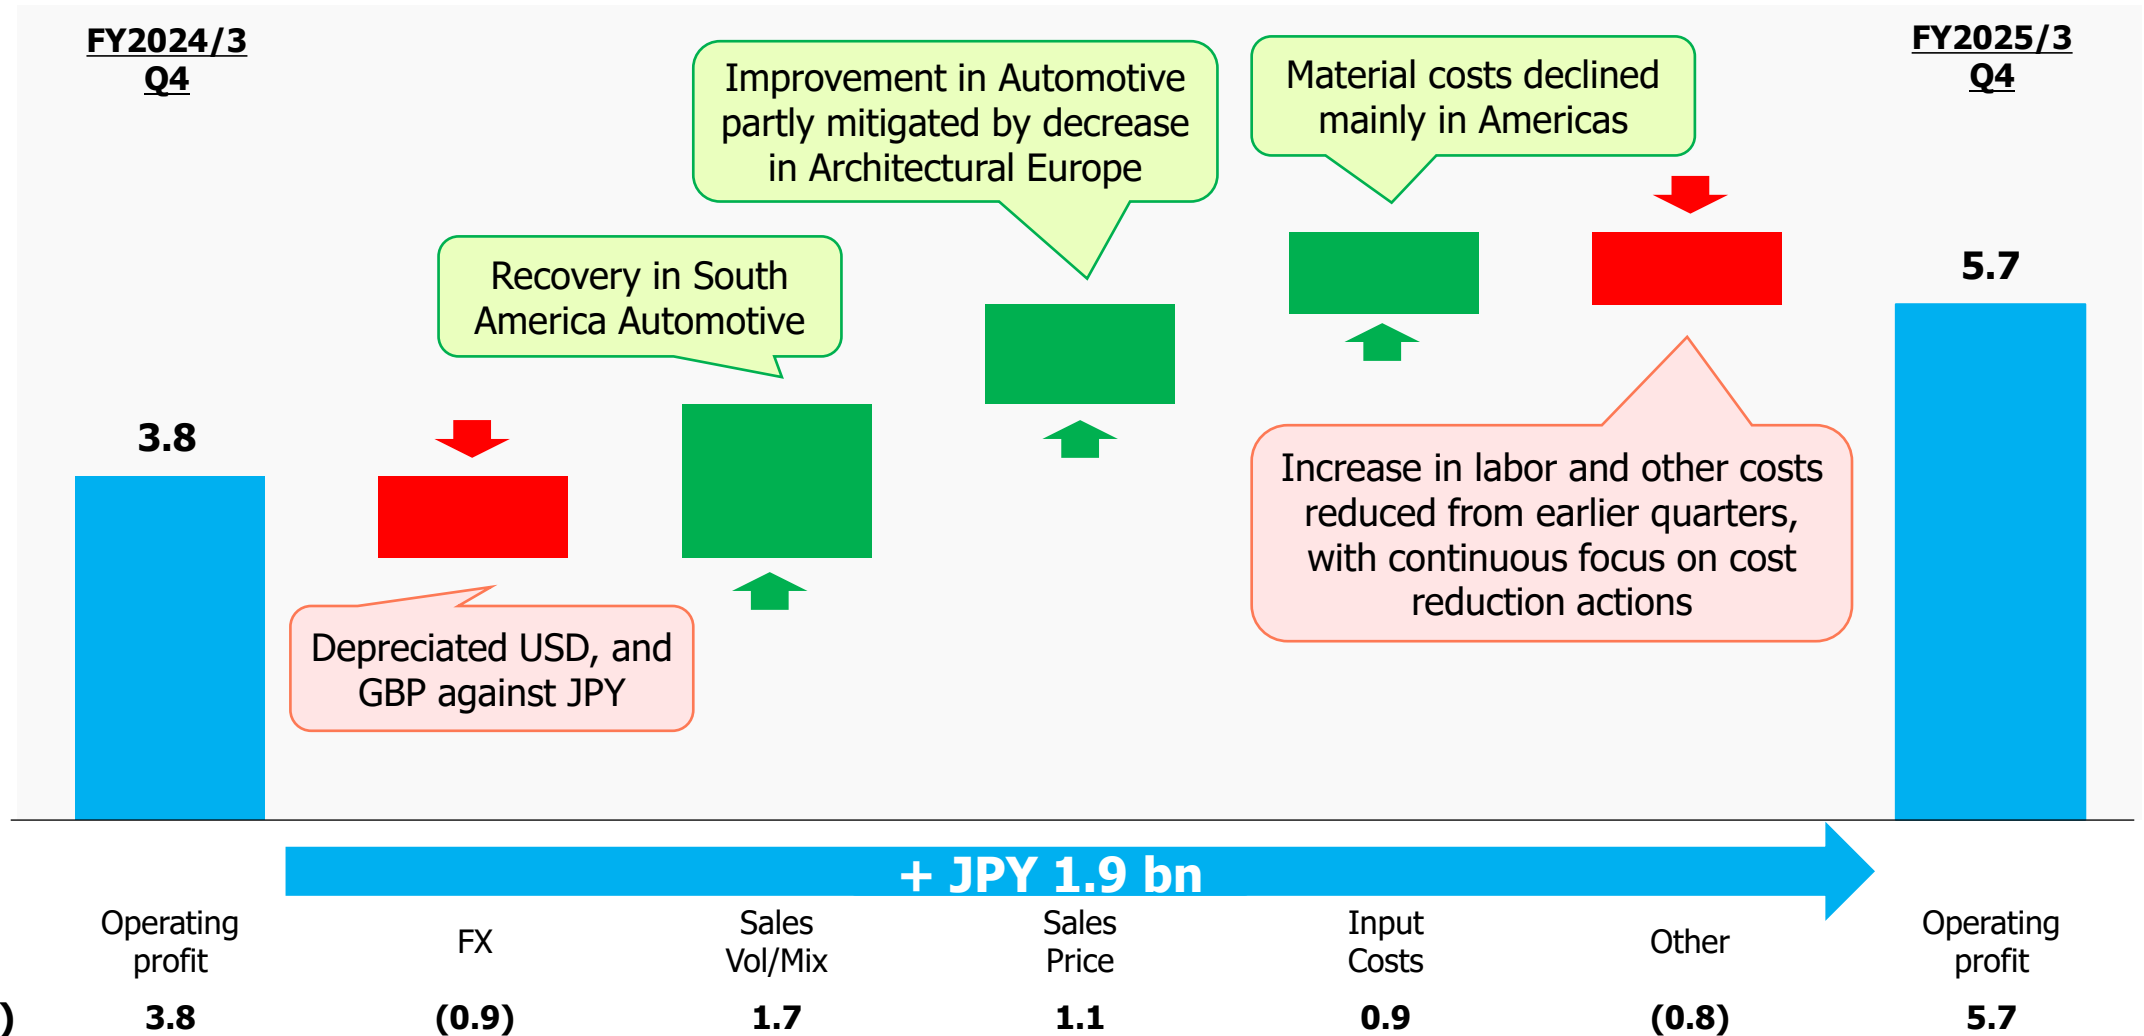 FY2024/3
Q4
FY2025/3
Q4
Improvement in Automotive
partly mitigated by decrease
in Architectural Europe
Material costs declined
mainly in Americas
Recovery in South
America Automotive
5.7
3.8
Increase in labor and other costs
reduced from earlier quarters,
with continuous focus on cost
reduction actions
Depreciated USD, and
GBP against JPY
+ JPY 1.9 bn
Operating
profit
FX
Sales
Vol/Mix
Sales
Price
Input
Costs
Other
Operating
profit
) 3.8 (0.9) 1.7 1.1 0.9 (0.8) 5.7